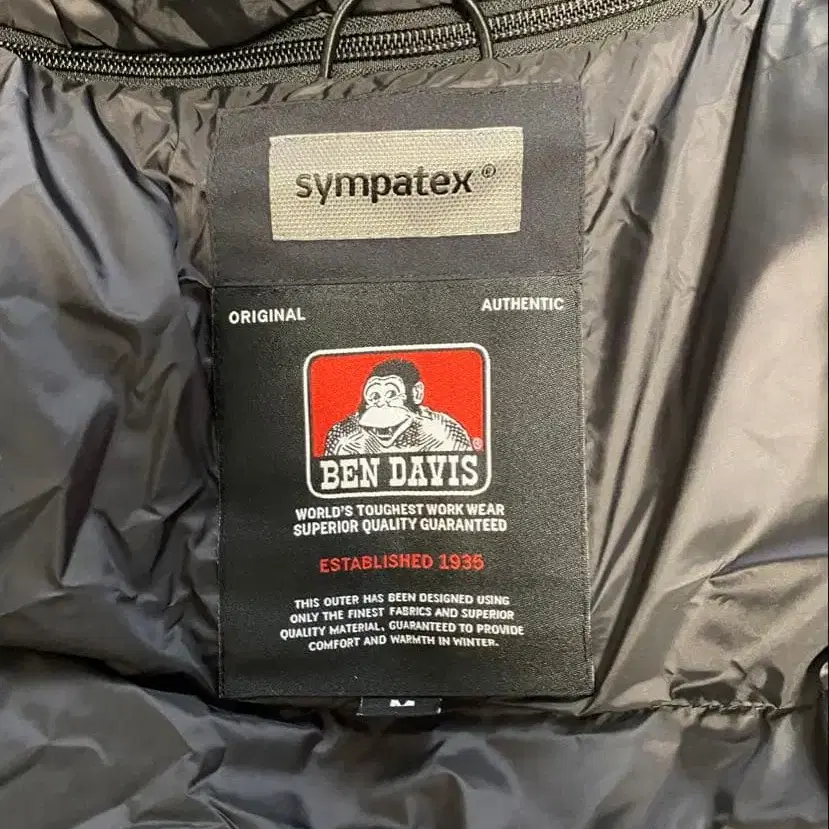 sympatex®
ORIGINAL
AUTHENTIC
®
BEN DAVIS
WORLD'S TOUGHEST WORK WEAR
SUPERIOR QUALITY GUARANTEED
ESTABLISHED 1935
THIS OUTER HAS BEEN DESIGNED USING
ONLY THE FINEST FABRICS AND SUPERIOR
QUALITY MATERIAL, GUARANTEED TO PROVIDE
COMFORT AND WARMTH IN WINTER.
M